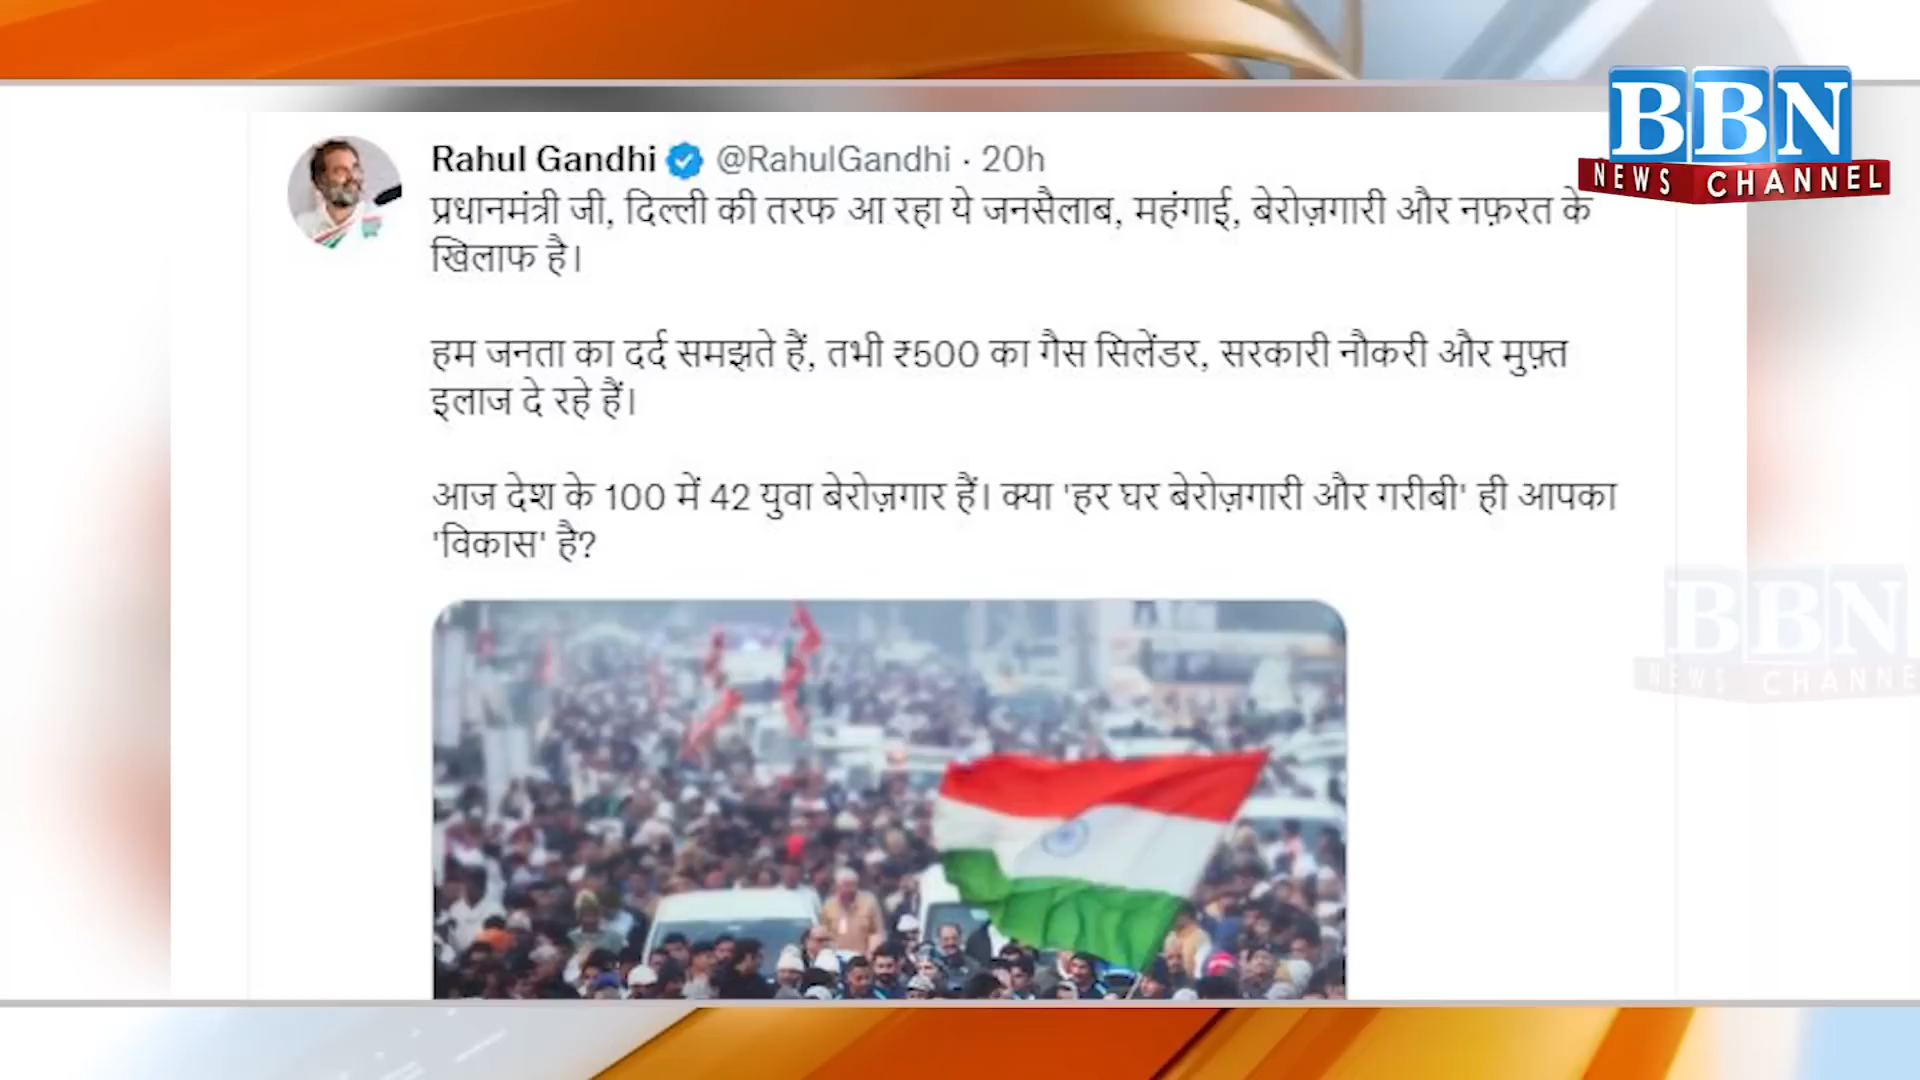 BBN
NEWS CHANNEL
Rahul Gandhi @RahulGandhi · 20h
प्रधानमंत्री जी, दिल्ली की तरफ आ रहा ये जनसैलाब, महंगाई, बेरोज़गारी और नफ़रत के
खिलाफ है।
हम जनता का दर्द समझते हैं, तभी ₹500 का गैस सिलेंडर, सरकारी नौकरी और मुफ़्त
इलाज दे रहे हैं।
आज देश के 100 में 42 युवा बेरोज़गार हैं। क्या 'हर घर बेरोज़गारी और गरीबी' ही आपका
'विकास' है?
BBN
NEWS CHANNE